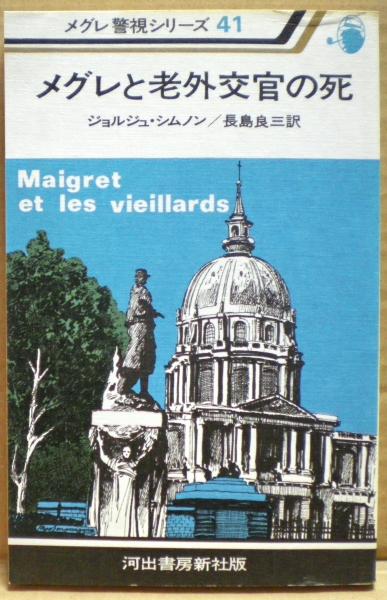 メグレ警視シリーズ 41
メグレと老外交官の死
ジョルジュ・シムノン／長島良三訳
Maigret
et les vieillards
河出書房新社版